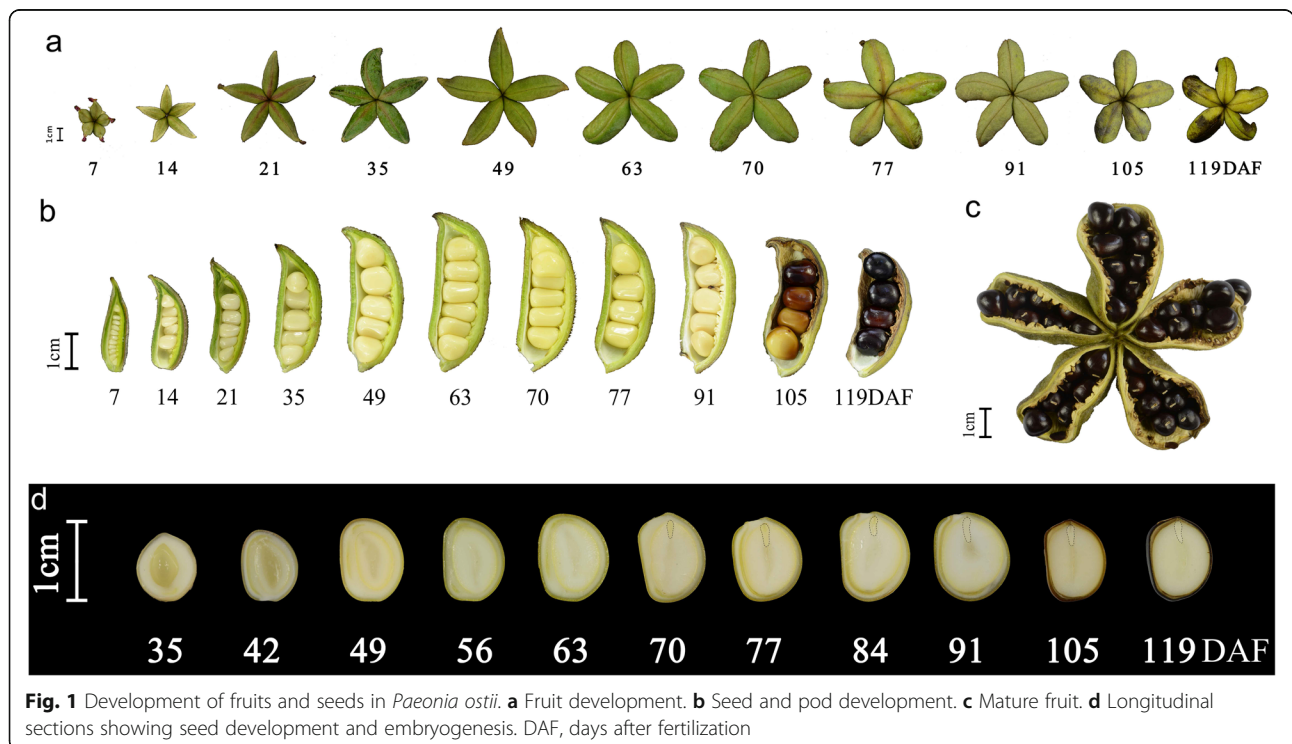 a
1cm
7 14 21 35 49 63 70 77 91 105 119DAF
b
c
1cm
7 14 21 35 49 63 70 77 91 105 119DAF
1cm
d
1cm
35 42 49 56 63 70 77 84 91 105 119 DAF
Fig. 1 Development of fruits and seeds in Paeonia ostii. a Fruit development. b Seed and pod development. c Mature fruit. d Longitudinal
sections showing seed development and embryogenesis. DAF, days after fertilization